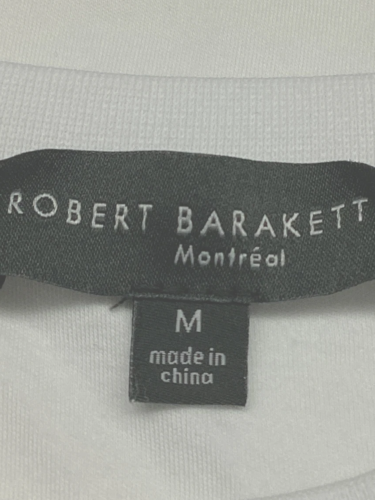 ROBERT BARAKETT
Montréal
M
made in
china